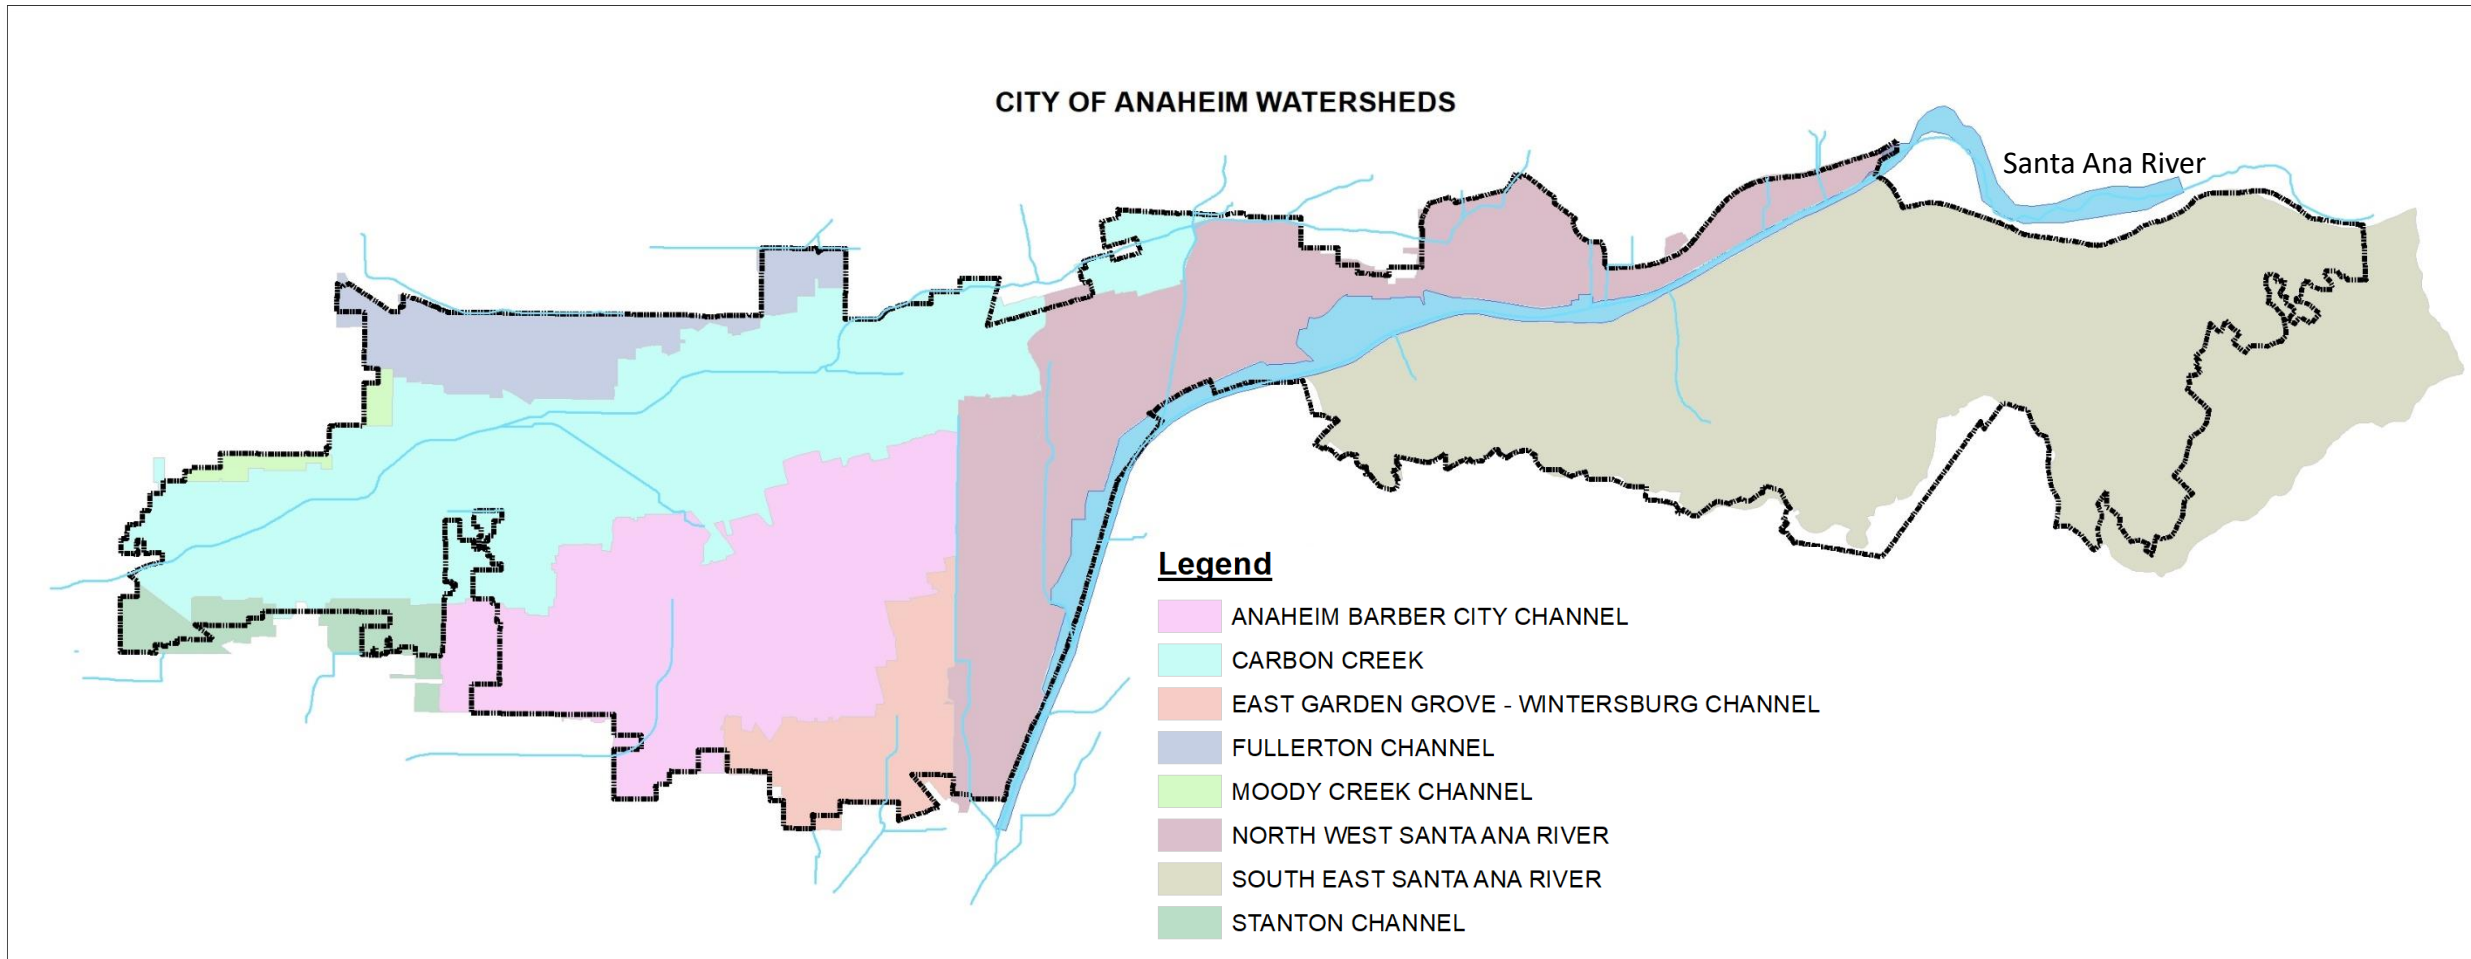 CITY OF ANAHEIM WATERSHEDS
Santa Ana River
Legend
ANAHEIM BARBER CITY CHANNEL
CARBON CREEK
EAST GARDEN GROVE - WINTERSBURG CHANNEL
FULLERTON CHANNEL
MOODY CREEK CHANNEL
NORTH WEST SANTA ANA RIVER
SOUTH EAST SANTA ANA RIVER
STANTON CHANNEL